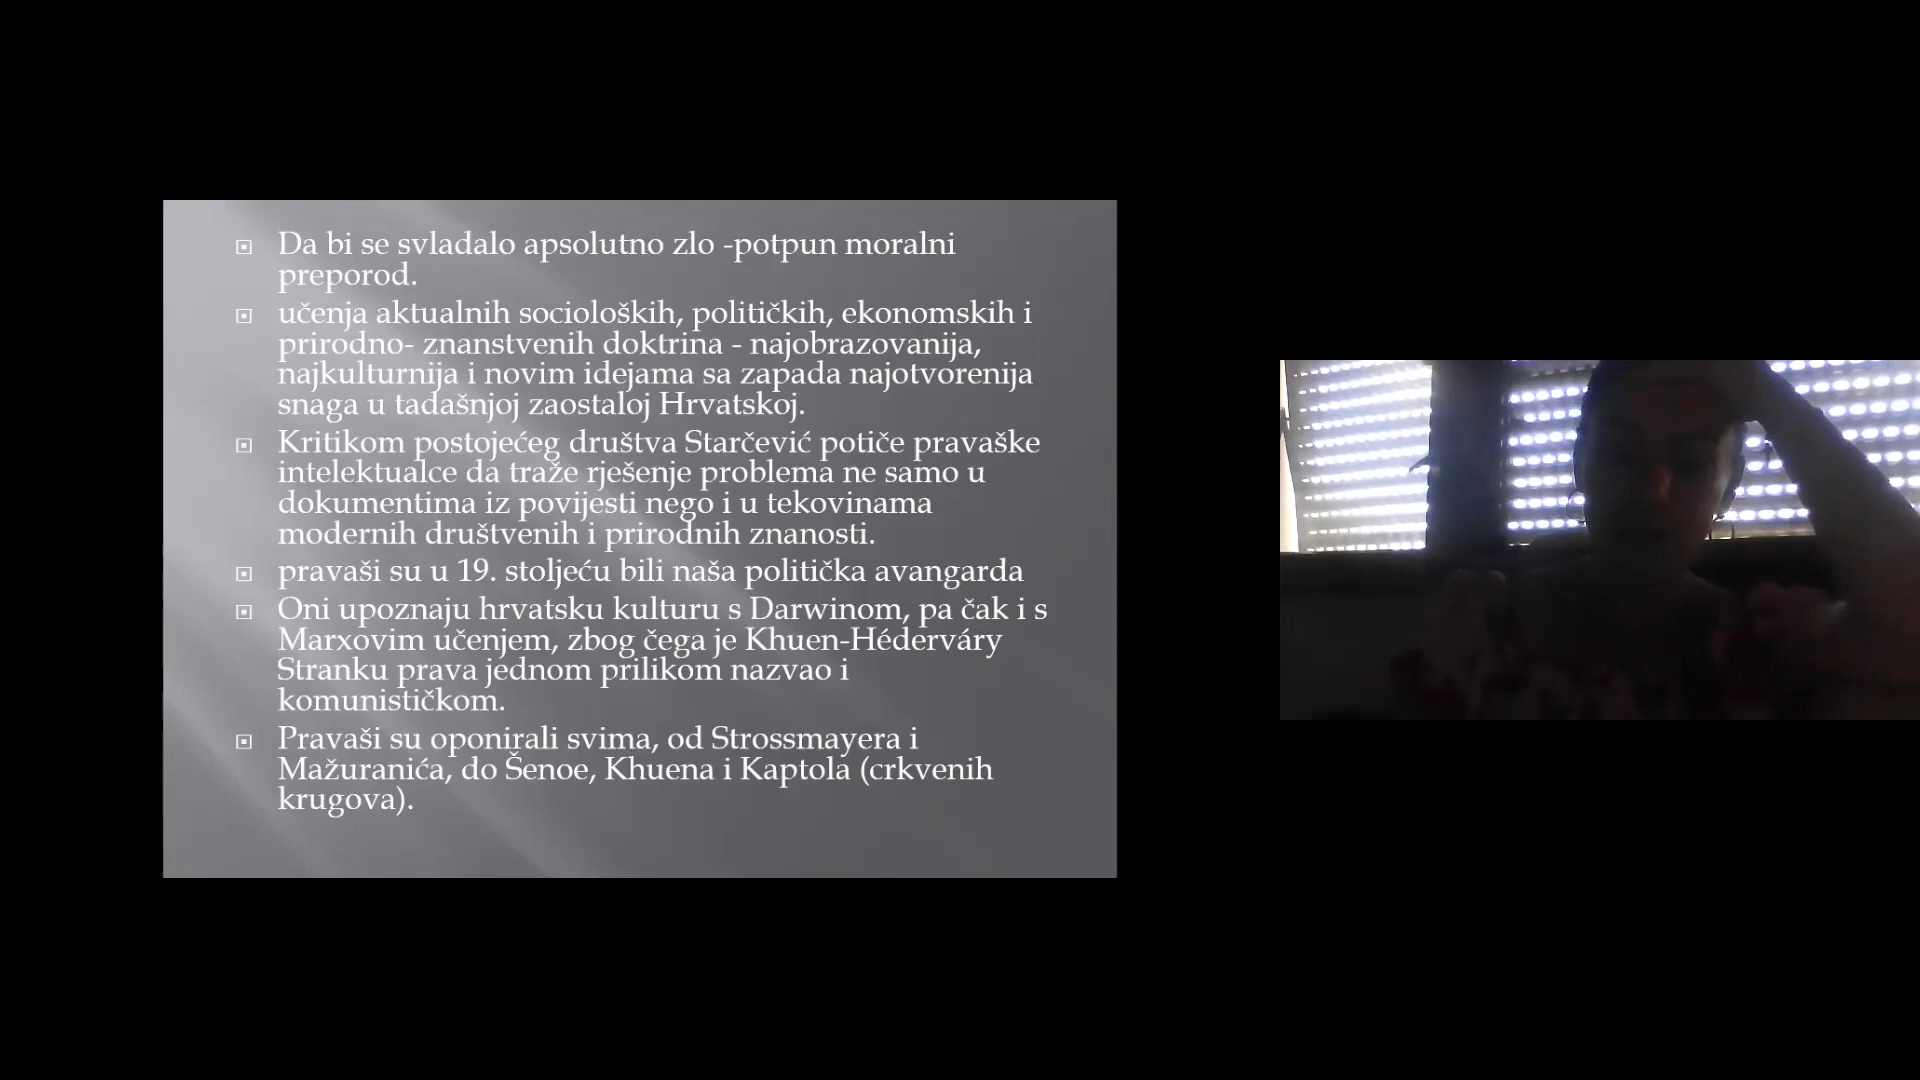 Da bi se svladalo apsolutno zlo -potpun moralni
preporod.
učenja aktualnih socioloških, političkih, ekonomskih i
prirodno- znanstvenih doktrina - najobrazovanija,
najkulturnija i novim idejama sa zapada najotvorenija
snaga u tadašnjoj zaostaloj Hrvatskoj.
Kritikom postojećeg društva Starčević potiče pravaške
intelektualce da traže rješenje problema ne samo u
dokumentima iz povijesti nego i u tekovinama
modernih društvenih i prirodnih znanosti.
pravaši su u 19. stoljeću bili naša politička avangarda
Oni upoznaju hrvatsku kulturu s Darwinom, pa čak i s
Marxovim učenjem, zbog čega je Khuen-Héderváry
Stranku prava jednom prilikom nazvao i
komunističkom.
Pravaši su oponirali svima, od Strossmayera i
Mažuranića, do Šenoe, Khuena i Kaptola (crkvenih
krugova).